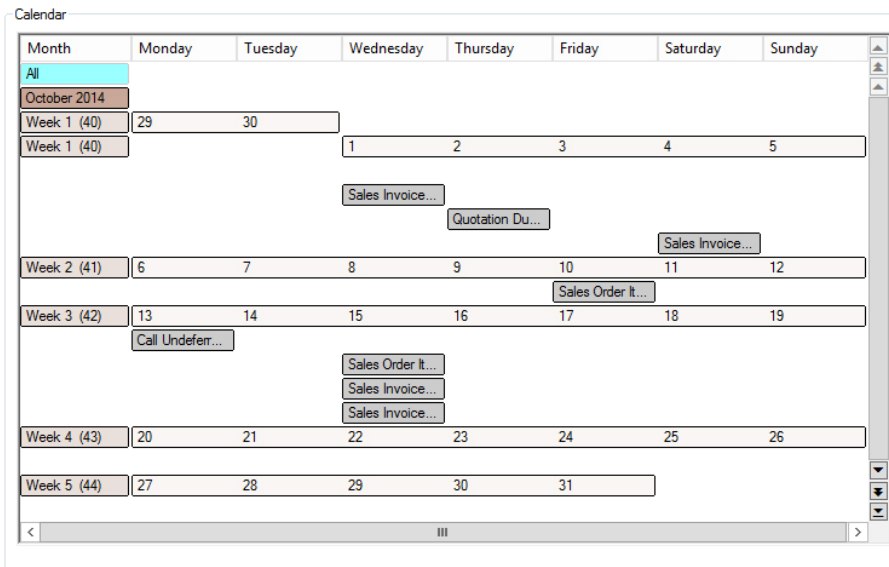 Calendar
Month Monday Tuesday Wednesday Thursday Friday Saturday Sunday
All
October 2014
Week 1 (40) 29 30
Week 1 (40) 1 2 3 4 5
Sales Invoice...
Quotation Du...
Sales Invoice...
Week 2 (41) 6 7 8 9 10 11 12
Sales Order It...
Week 3 (42) 13 14 15 16 17 18 19
Call Undeferr...
Sales Order It...
Sales Invoice...
Sales Invoice...
Week 4 (43) 20 21 22 23 24 25 26
Week 5 (44) 27 28 29 30 31